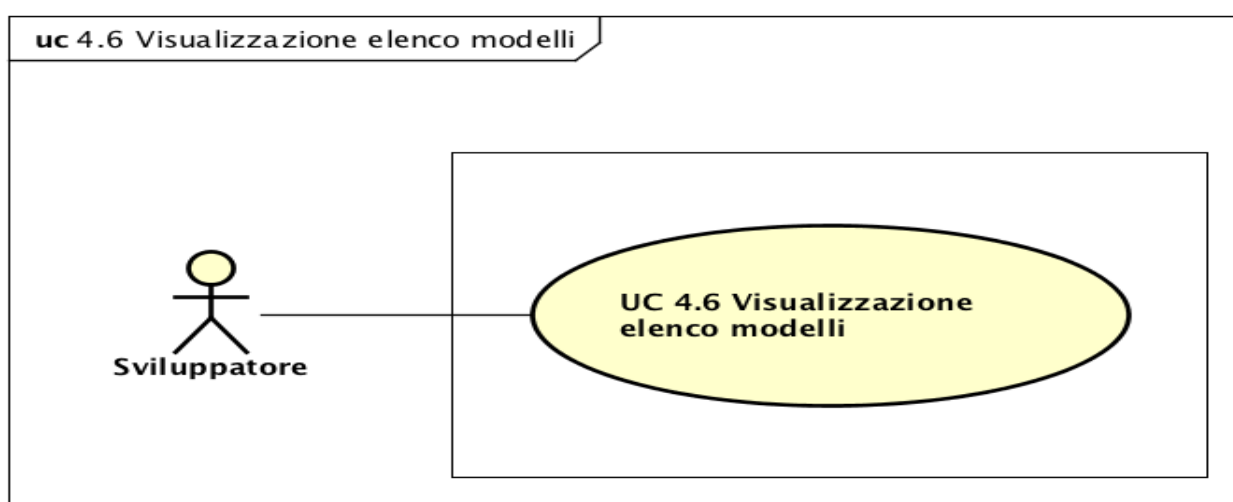 uc 4.6 Visualizzazione elenco modelli
UC 4.6 Visualizzazione
elenco modelli
Sviluppatore